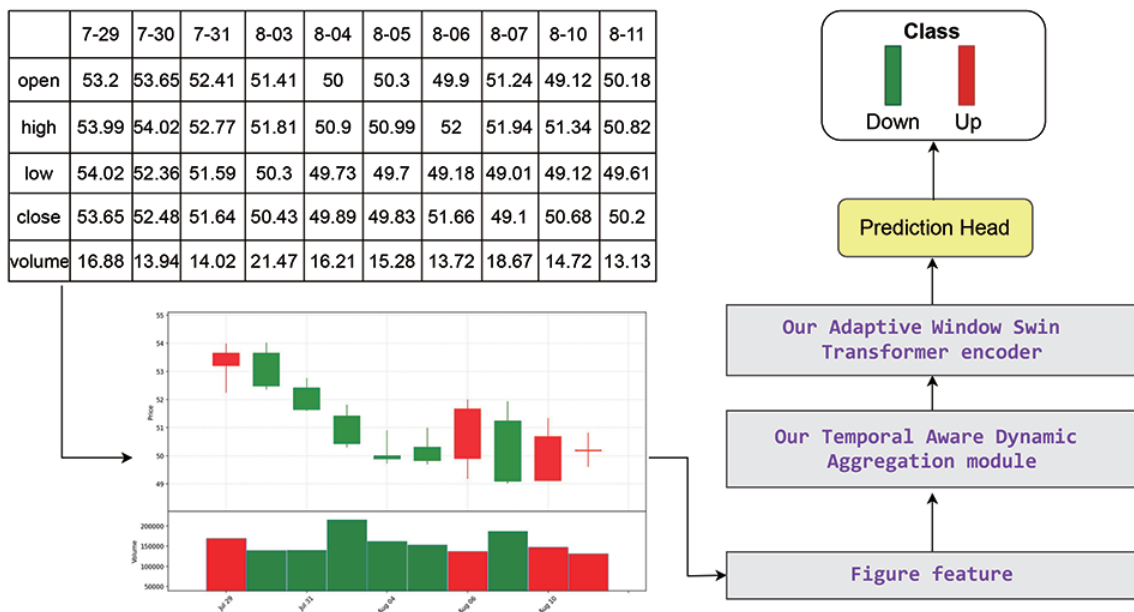 7-29 7-30 7-31 8-03 8-04 8-05 8-06 8-07 8-10 8-11
open 53.2 53.65 52.41 51.41 50 50.3 49.9 51.24 49.12 50.18
high 53.99 54.02 52.77 51.81 50.9 50.99 52 51.94 51.34 50.82
low 54.02 52.36 51.59 50.3 49.73 49.7 49.18 49.01 49.12 49.61
close 53.65 52.48 51.64 50.43 49.89 49.83 51.66 49.1 50.68 50.2
volume 16.88 13.94 14.02 21.47 16.21 15.28 13.72 18.67 14.72 13.13
55
54
53
52
51
50
49
Price
200000
150000
100000
50000
Volume
Jul 29
Jul 31
Aug 04
Aug 06
Aug 10
Class
Down Up
Prediction Head
Our Adaptive Window Swin
Transformer encoder
Our Temporal Aware Dynamic
Aggregation module
Figure feature